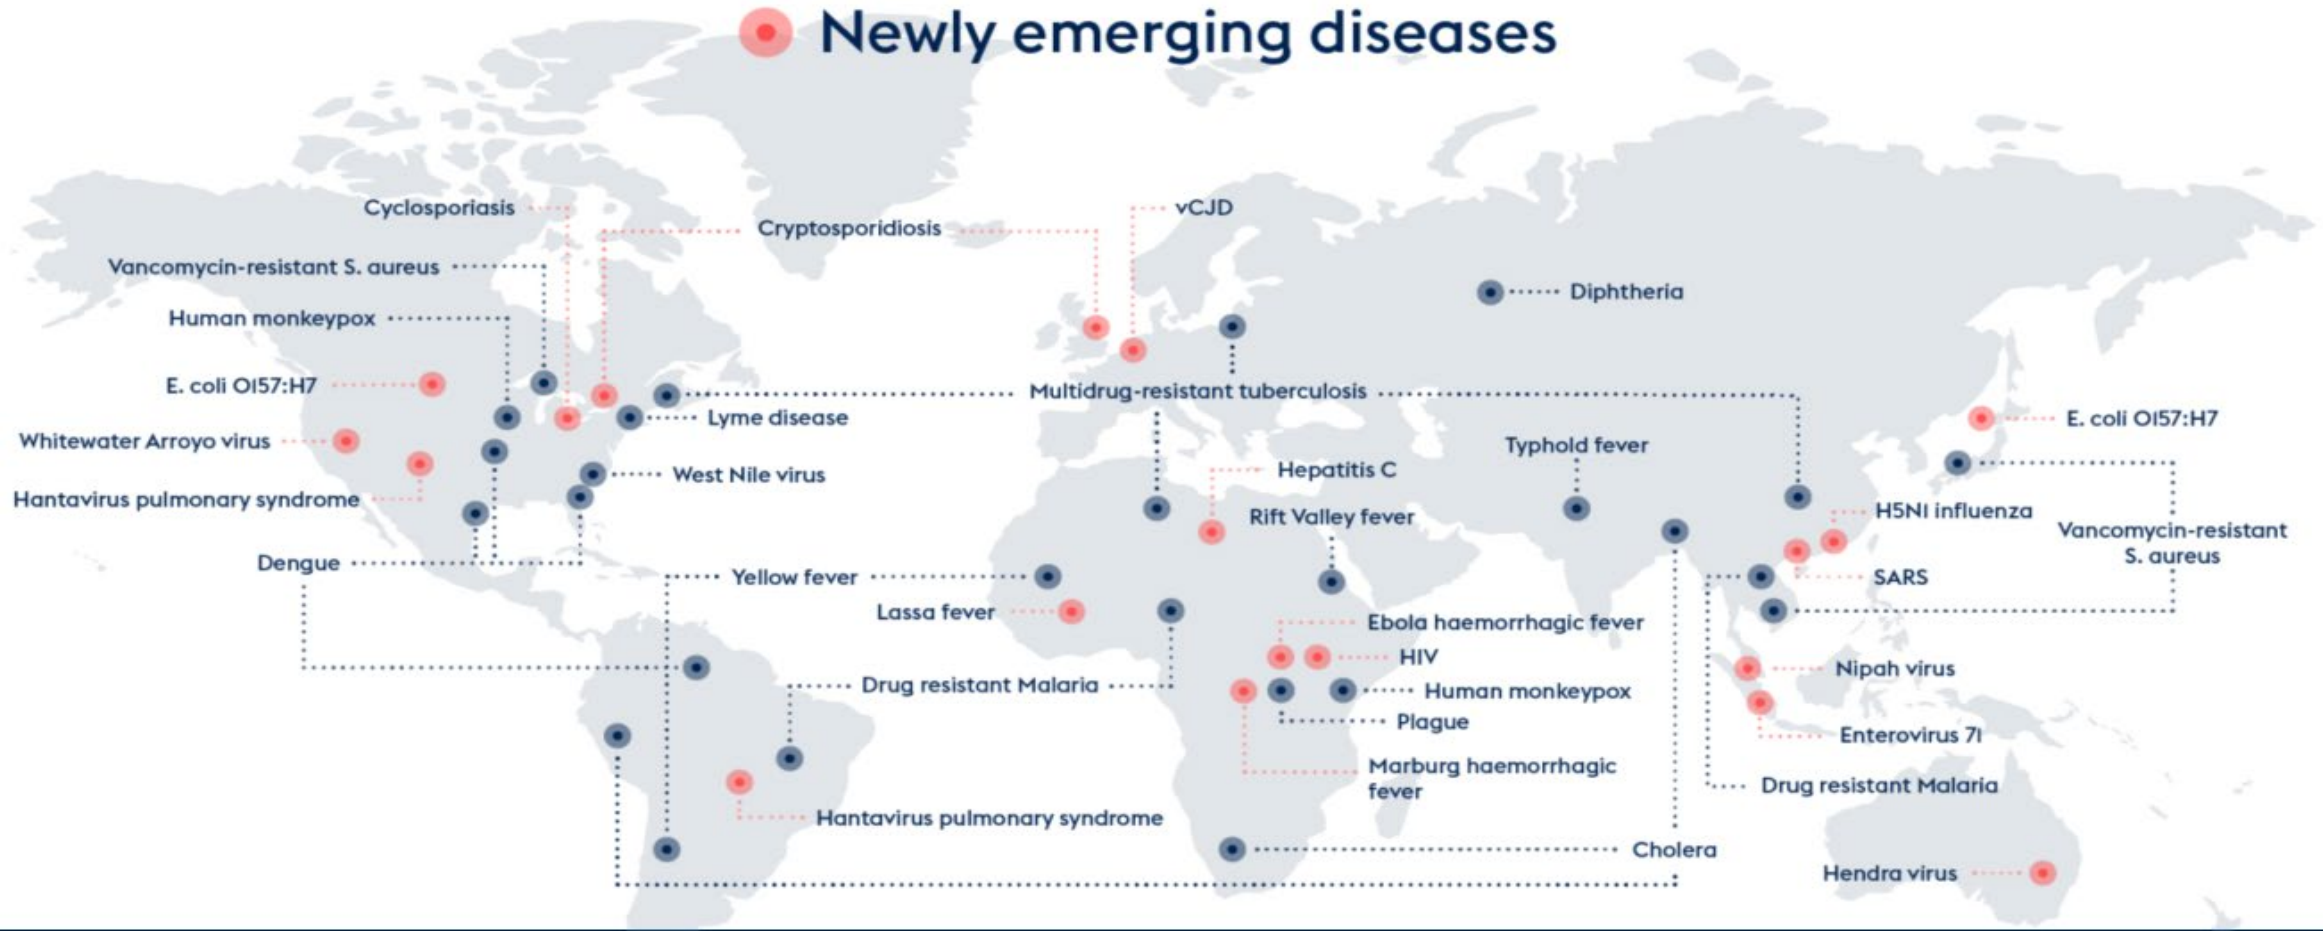 Newly emerging diseases
Cyclosporiasis
vCJD
Cryptosporidiosis
Vancomycin-resistant S. aureus
Diphtheria
Human monkeypox
E. coli O157:H7
Multidrug-resistant tuberculosis
Lyme disease
E. coli O157:H7
Whitewater Arroyo virus
Typhold fever
Hepatitis C
West Nile virus
Hantavirus pulmonary syndrome
H5N1 influenza
Rift Valley fever
Vancomycin-resistant
S. aureus
Dengue
Yellow fever
SARS
Lassa fever
Ebola haemorrhagic fever
HIV
Nipah virus
Drug resistant Malaria
Human monkeypox
Plague
Enterovirus 71
Marburg haemorrhagic
fever
Drug resistant Malaria
Hantavirus pulmonary syndrome
Cholera
Hendra virus